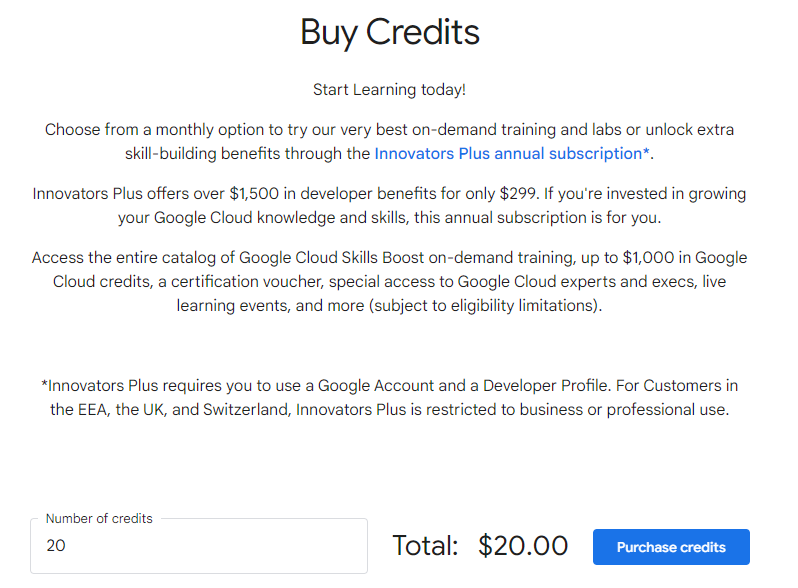 Buy Credits
Start Learning today!
Choose from a monthly option to try our very best on-demand training and labs or unlock extra
skill-building benefits through the Innovators Plus annual subscription*.
Innovators Plus offers over $1,500 in developer benefits for only $299. If you're invested in growing
your Google Cloud knowledge and skills, this annual subscription is for you.
Access the entire catalog of Google Cloud Skills Boost on-demand training, up to $1,000 in Google
Cloud credits, a certification voucher, special access to Google Cloud experts and execs, live
learning events, and more (subject to eligibility limitations).
*Innovators Plus requires you to use a Google Account and a Developer Profile. For Customers in
the EEA, the UK, and Switzerland, Innovators Plus is restricted to business or professional use.
Number of credits
20
Total: $20.00
Purchase credits